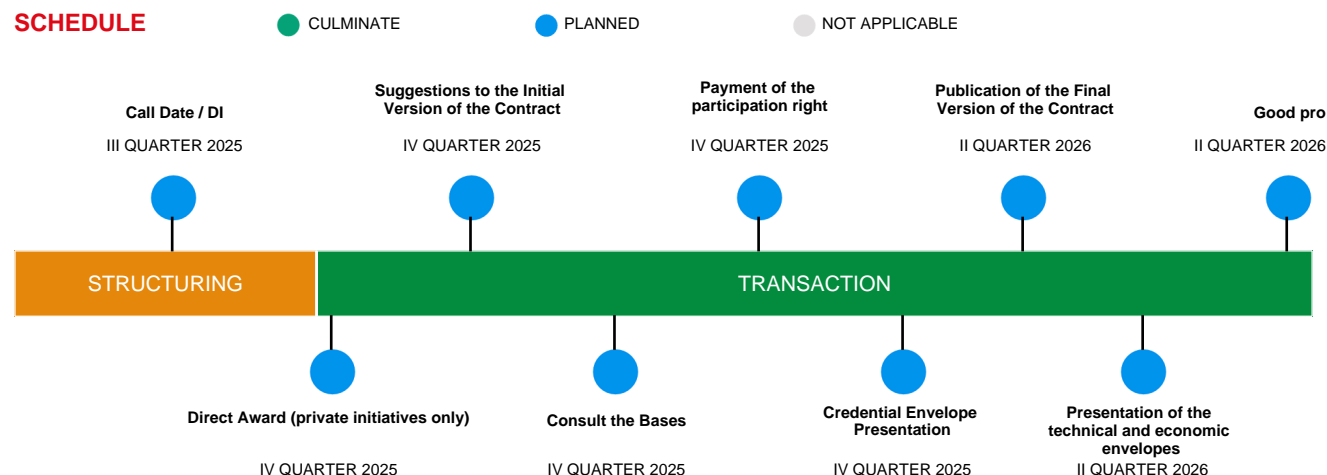 SCHEDULE
CULMINATE
PLANNED
NOT APPLICABLE
Call Date / DI
III QUARTER 2025
Suggestions to the Initial
Version of the Contract
IV QUARTER 2025
Payment of the
participation right
IV QUARTER 2025
Publication of the Final
Version of the Contract
II QUARTER 2026
Good pro
II QUARTER 2026
STRUCTURING
TRANSACTION
Direct Award (private initiatives only)
IV QUARTER 2025
Consult the Bases
IV QUARTER 2025
Credential Envelope
Presentation
IV QUARTER 2025
Presentation of the
technical and economic
envelopes
II QUARTER 2026